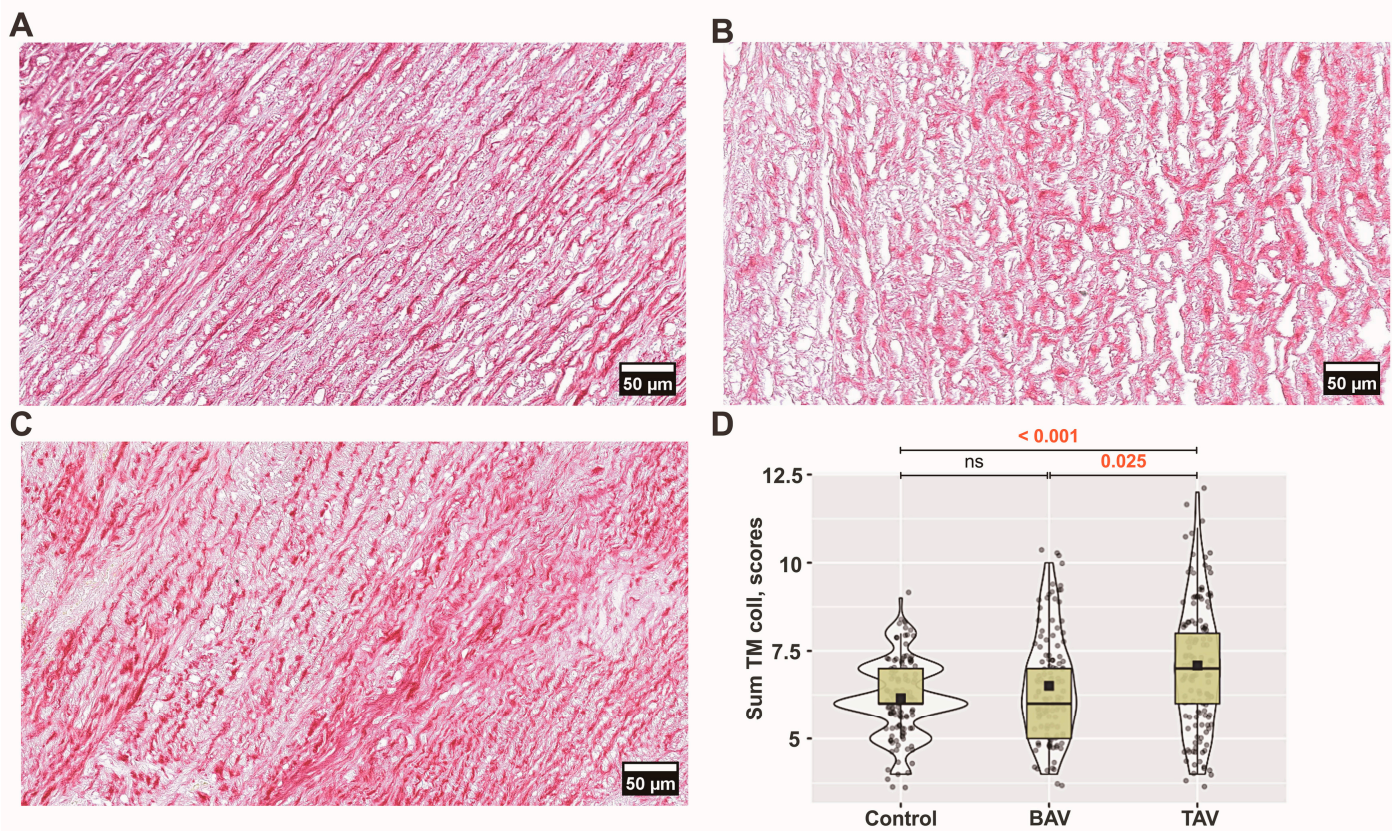 A
B
50 µm
50 µm
C
D
< 0.001
ns
0.025
12.5
10
7.5
5
Sum TM coll, scores
50 µm
Control
BAV
TAV